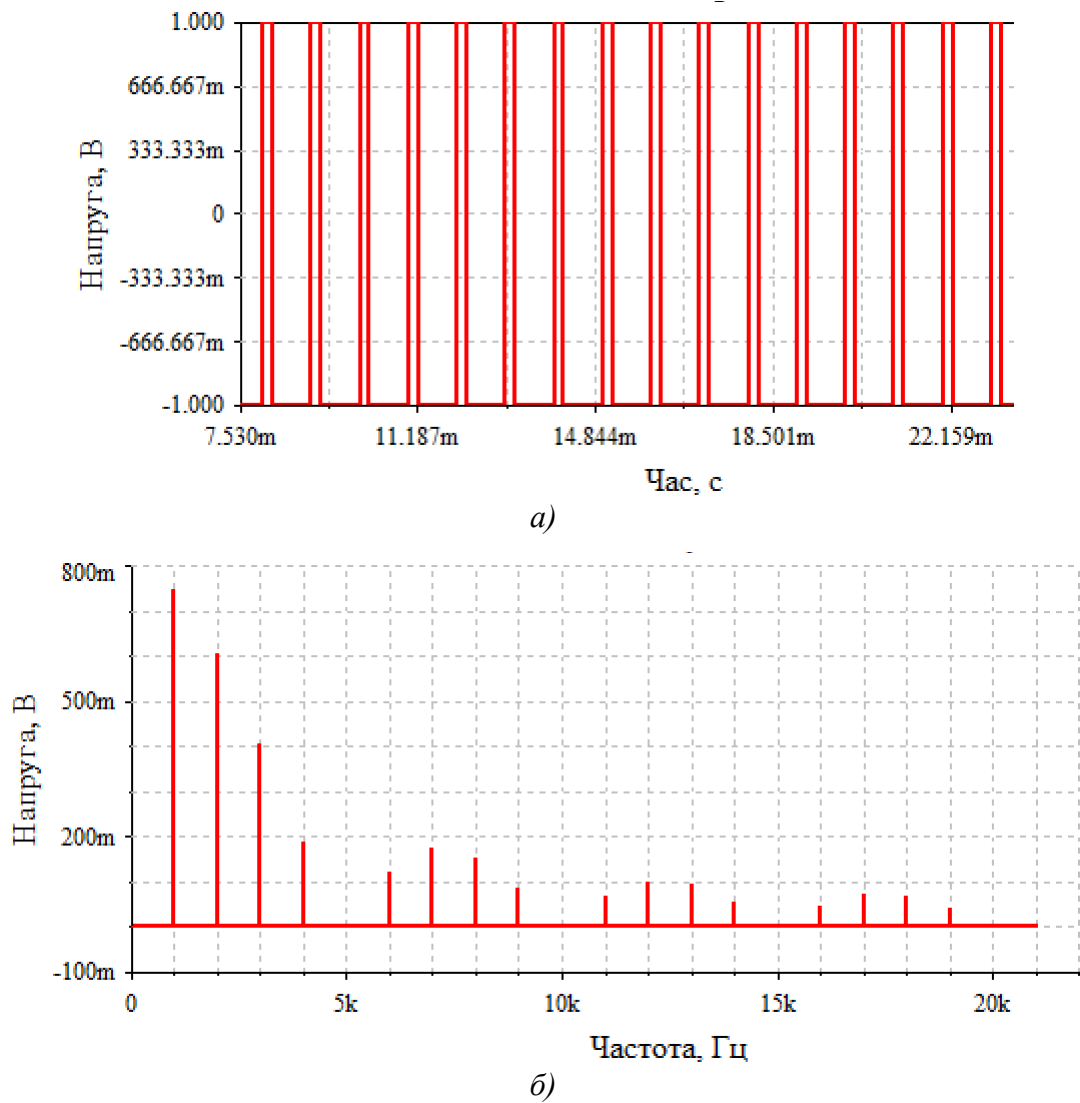 1.000
666.667m
333.333m
0
-333.333m
-666.667m
-1.000
Напруга, В
7.530m 11.187m 14.844m 18.501m 22.159m
Час, с
а)
800m
500m
200m
-100m
Напруга, В
0 5k 10k 15k 20k
Частота, Гц
б)